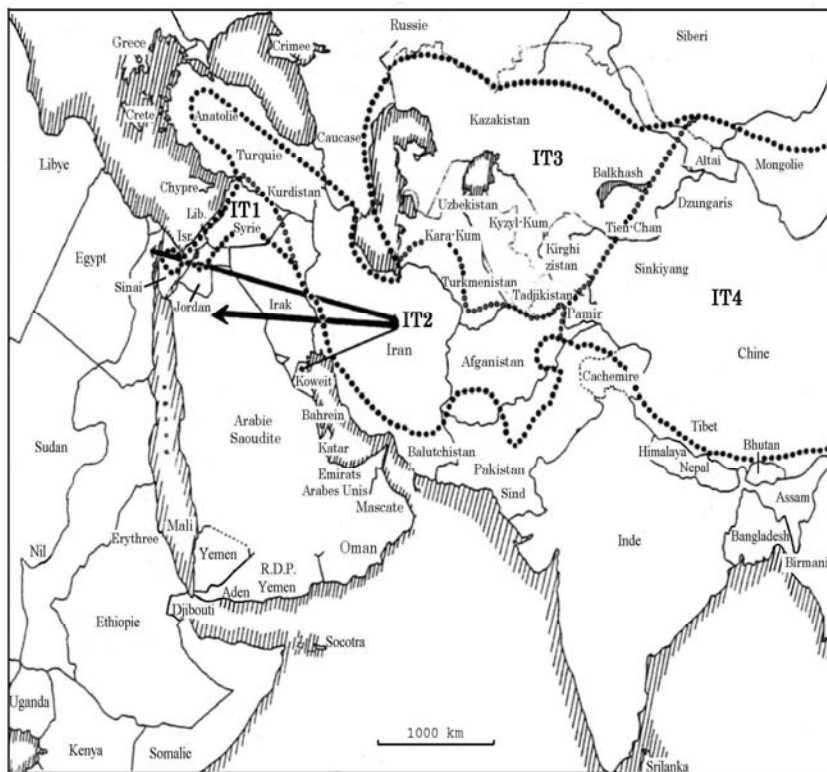 Russie
Siberi
Grece
Crimee
Crete
Anatolie
Caucase
Kazakistan
Turquie
IT3
Libye
Altai
Mongolie
Balkhash
Chypre
Kurdistan
Uzbekistan
Dzungaris
Lib.
IT1
Kyzyl-Kum
Tien-Chan
Isr.
Syrie
Kara-Kum
Kirghi
zistan
Egypt
Sinkiyang
Sinai
Turkmenistan
Tadjikistan
Jordan
Irak
IT2
Pamir
IT4
Iran
Afganistan
Chine
Koweit
Cachemire
Arabie
Saoudite
Bahrein
Tibet
Sudan
Katar
Balutchistan
Himalaya
Bhutan
Emirats
Arabes Unis
Pakistan
Nepal
Sind
Assam
Mascate
Mali
Erythree
Yemen
Oman
Inde
Bangladesh
Nil
R.D.P.
Yemen
Birmani
Aden
Djibouti
Ethiopie
Socotra
Uganda
1000 km
Kenya
Somalie
Srilanka